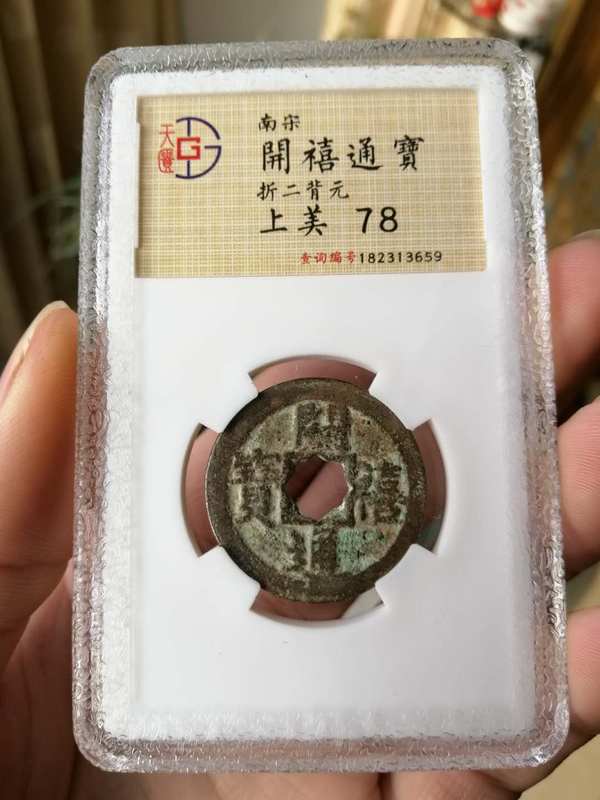 天豐
南宋
開禧通寶
折二背元
上美 78
查询编号182313659
開禧通寶